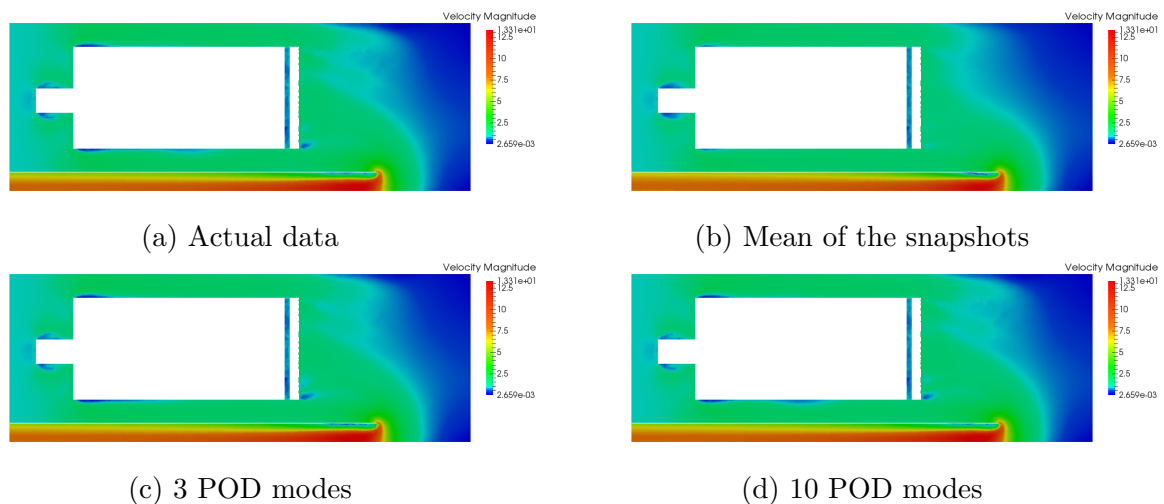 Velocity Magnitude
1.331e+01
12.5
10
7.5
5
2.5
2.659e-03
Velocity Magnitude
1.331e+01
12.5
10
7.5
5
2.5
2.659e-03
(a) Actual data
(b) Mean of the snapshots
Velocity Magnitude
1.331e+01
12.5
10
7.5
5
2.5
2.659e-03
Velocity Magnitude
1.331e+01
12.5
10
7.5
5
2.5
2.659e-03
(c) 3 POD modes
(d) 10 POD modes